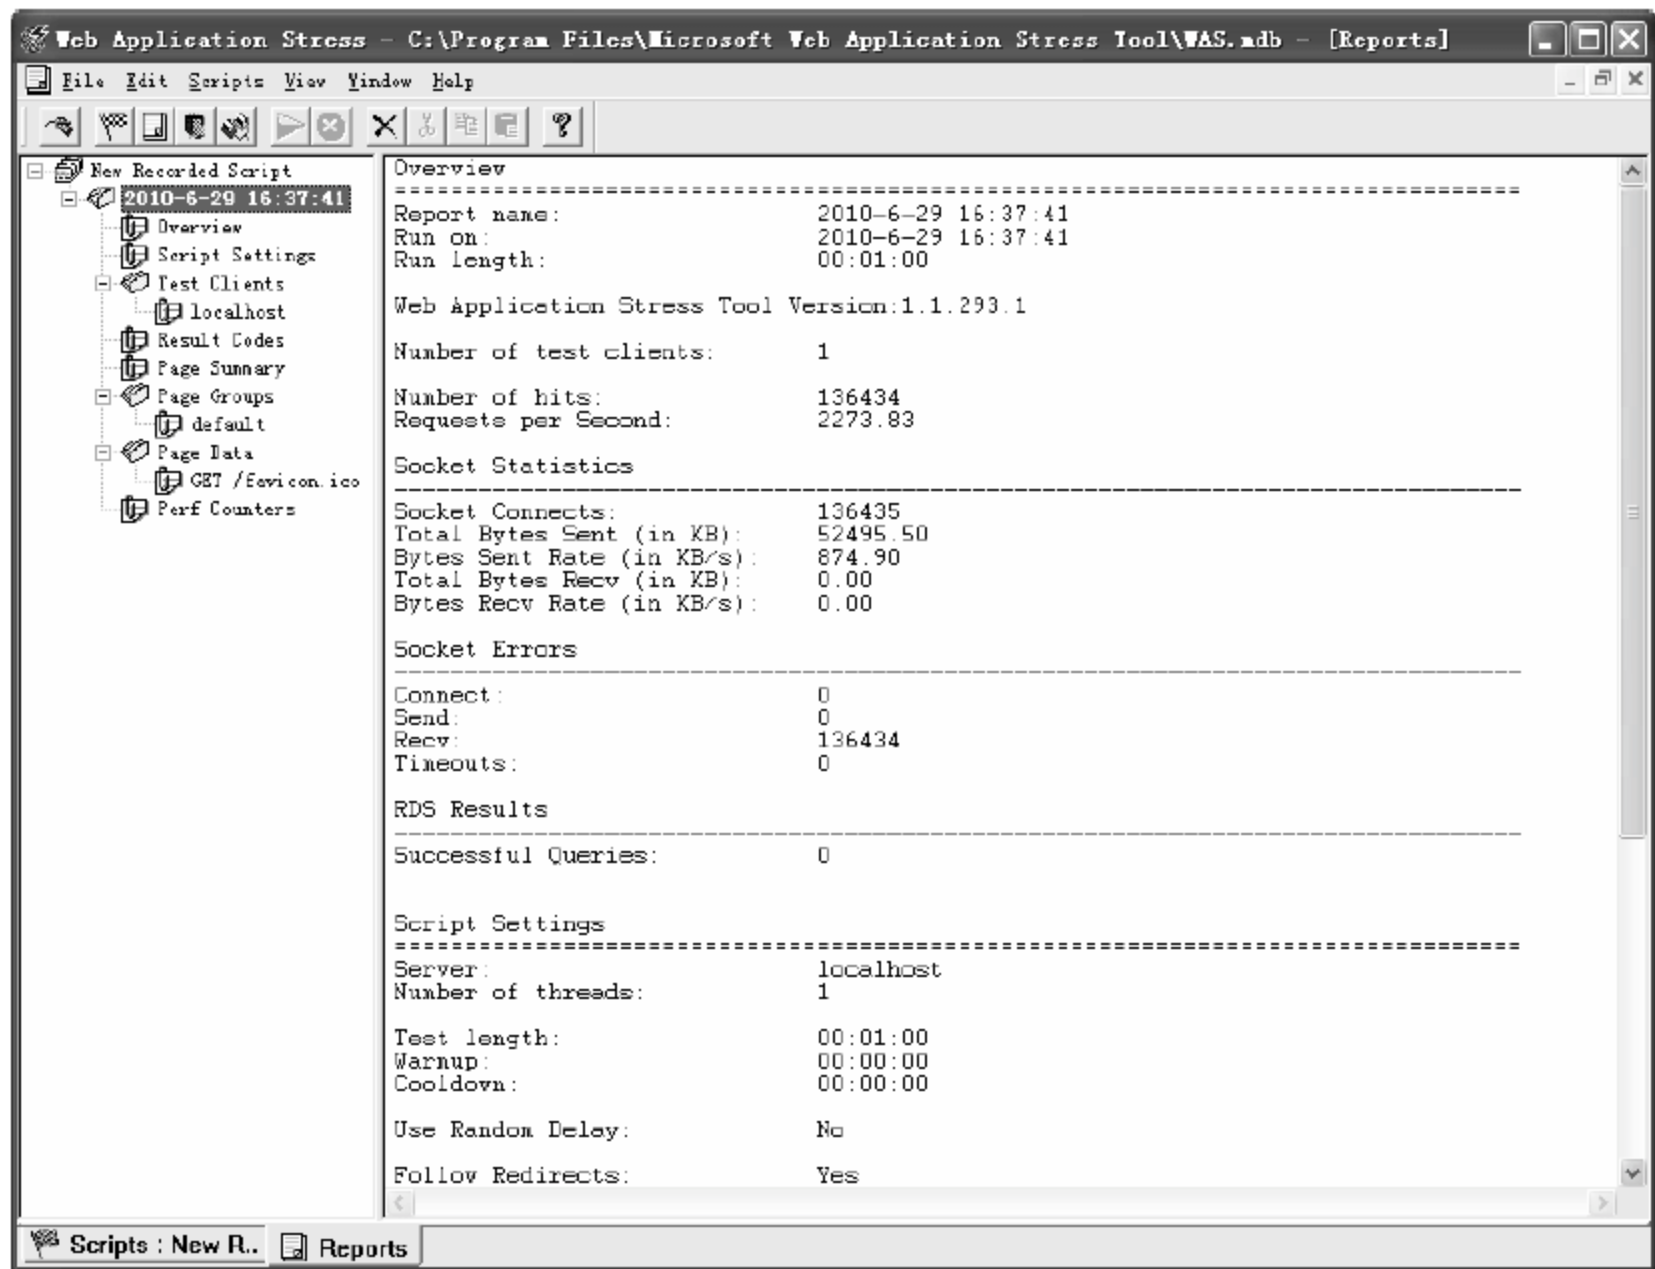 Web Application Stress - C:\Program Files\Microsoft Web Application Stress Tool\WAS.mdb - [Reports]
File Edit Scripts View Window Help
New Recorded Script
2010-6-29 16:37:41
Overview
Script Settings
Test Clients
localhost
Result Codes
Page Summary
Page Groups
default
Page Data
GET /favicon.ico
Perf Counters
Overview
================================================================================
Report name: 2010-6-29 16:37:41
Run on: 2010-6-29 16:37:41
Run length: 00:01:00
Web Application Stress Tool Version:1.1.293.1
Number of test clients: 1
Number of hits: 136434
Requests per Second: 2273.83
Socket Statistics
--------------------------------------------------------------------------------
Socket Connects: 136435
Total Bytes Sent (in KB): 52495.50
Bytes Sent Rate (in KB/s): 874.90
Total Bytes Recv (in KB): 0.00
Bytes Recv Rate (in KB/s): 0.00
Socket Errors
--------------------------------------------------------------------------------
Connect: 0
Send: 0
Recv: 136434
Timeouts: 0
RDS Results
--------------------------------------------------------------------------------
Successful Queries: 0
Script Settings
================================================================================
Server: localhost
Number of threads: 1
Test length: 00:01:00
Warmup: 00:00:00
Cooldown: 00:00:00
Use Random Delay: No
Follow Redirects: Yes
Scripts : New R..
Reports